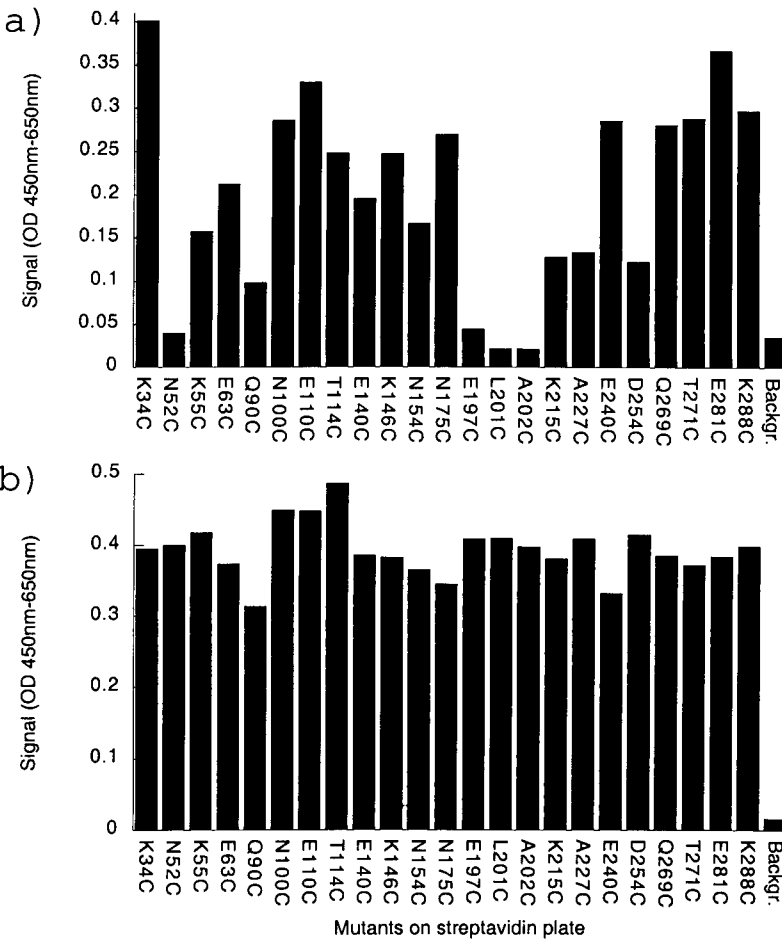 a)
Signal (OD 450nm-650nm)
0.4
0.35
0.3
0.25
0.2
0.15
0.1
0.05
0
K34C
N52C
K55C
E63C
Q90C
N100C
E110C
T114C
E140C
K146C
N154C
N175C
E197C
L201C
A202C
K215C
A227C
E240C
D254C
Q269C
T271C
E281C
K288C
Backgr.
b)
Signal (OD 450nm-650nm)
0.5
0.4
0.3
0.2
0.1
0
K34C
N52C
K55C
E63C
Q90C
N100C
E110C
T114C
E140C
K146C
N154C
N175C
E197C
L201C
A202C
K215C
A227C
E240C
D254C
Q269C
T271C
E281C
K288C
Backgr.
Mutants on streptavidin plate